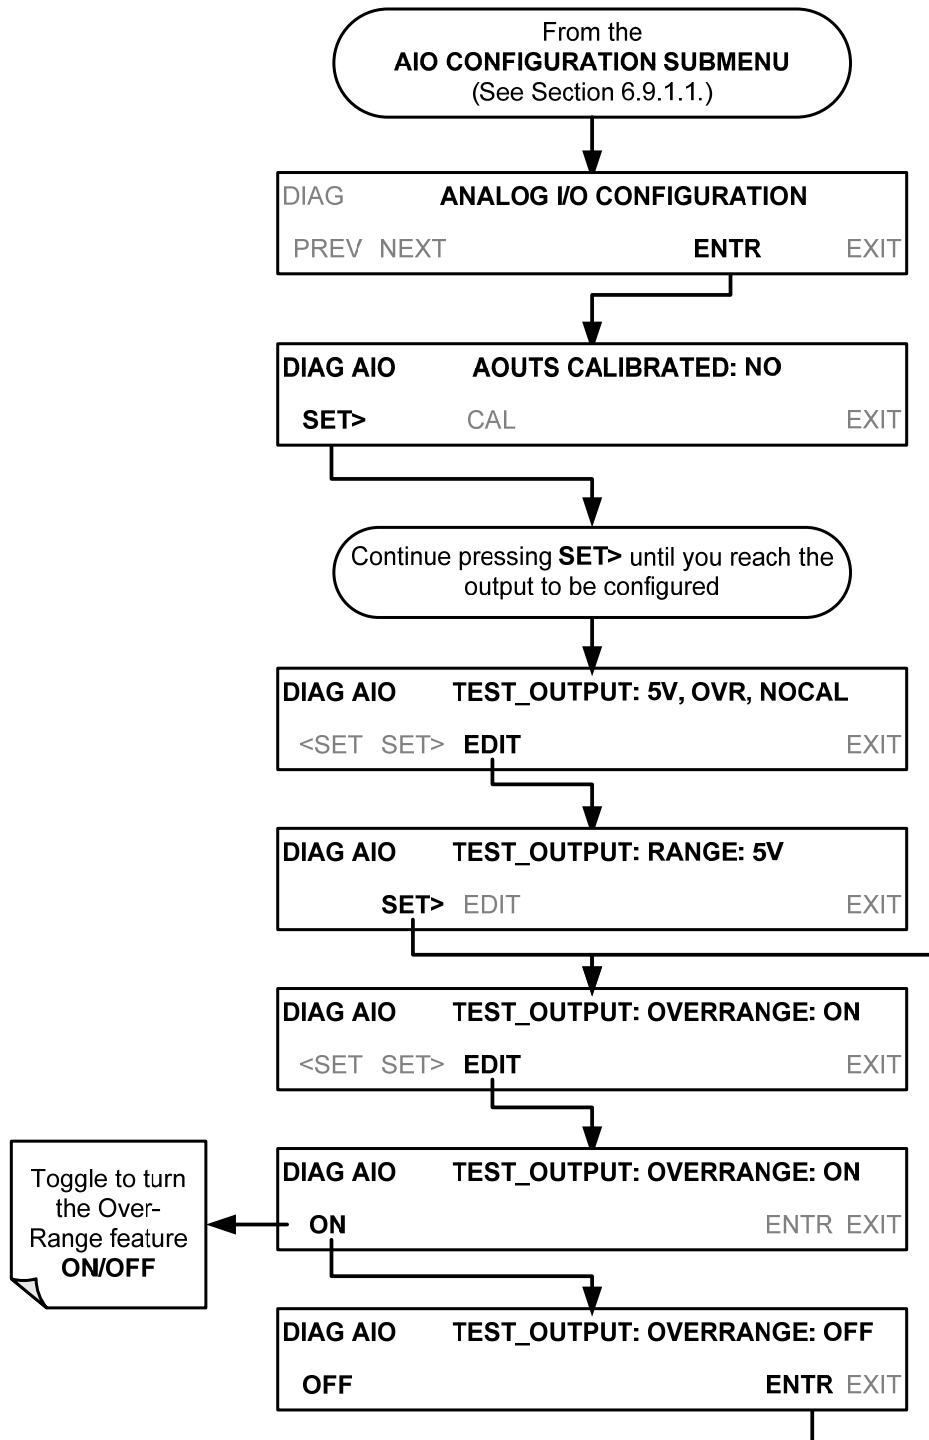 From the
AIO CONFIGURATION SUBMENU
(See Section 6.9.1.1.)
DIAG ANALOG I/O CONFIGURATION
PREV NEXT ENTR EXIT
DIAG AIO AOUTS CALIBRATED: NO
SET> CAL EXIT
Continue pressing SET> until you reach the
output to be configured
DIAG AIO TEST_OUTPUT: 5V, OVR, NOCAL
<SET SET> EDIT EXIT
DIAG AIO TEST_OUTPUT: RANGE: 5V
SET> EDIT EXIT
DIAG AIO TEST_OUTPUT: OVERRANGE: ON
<SET SET> EDIT EXIT
Toggle to turn
the Over-
Range feature
ON/OFF
DIAG AIO TEST_OUTPUT: OVERRANGE: ON
ON ENTR EXIT
DIAG AIO TEST_OUTPUT: OVERRANGE: OFF
OFF ENTR EXIT